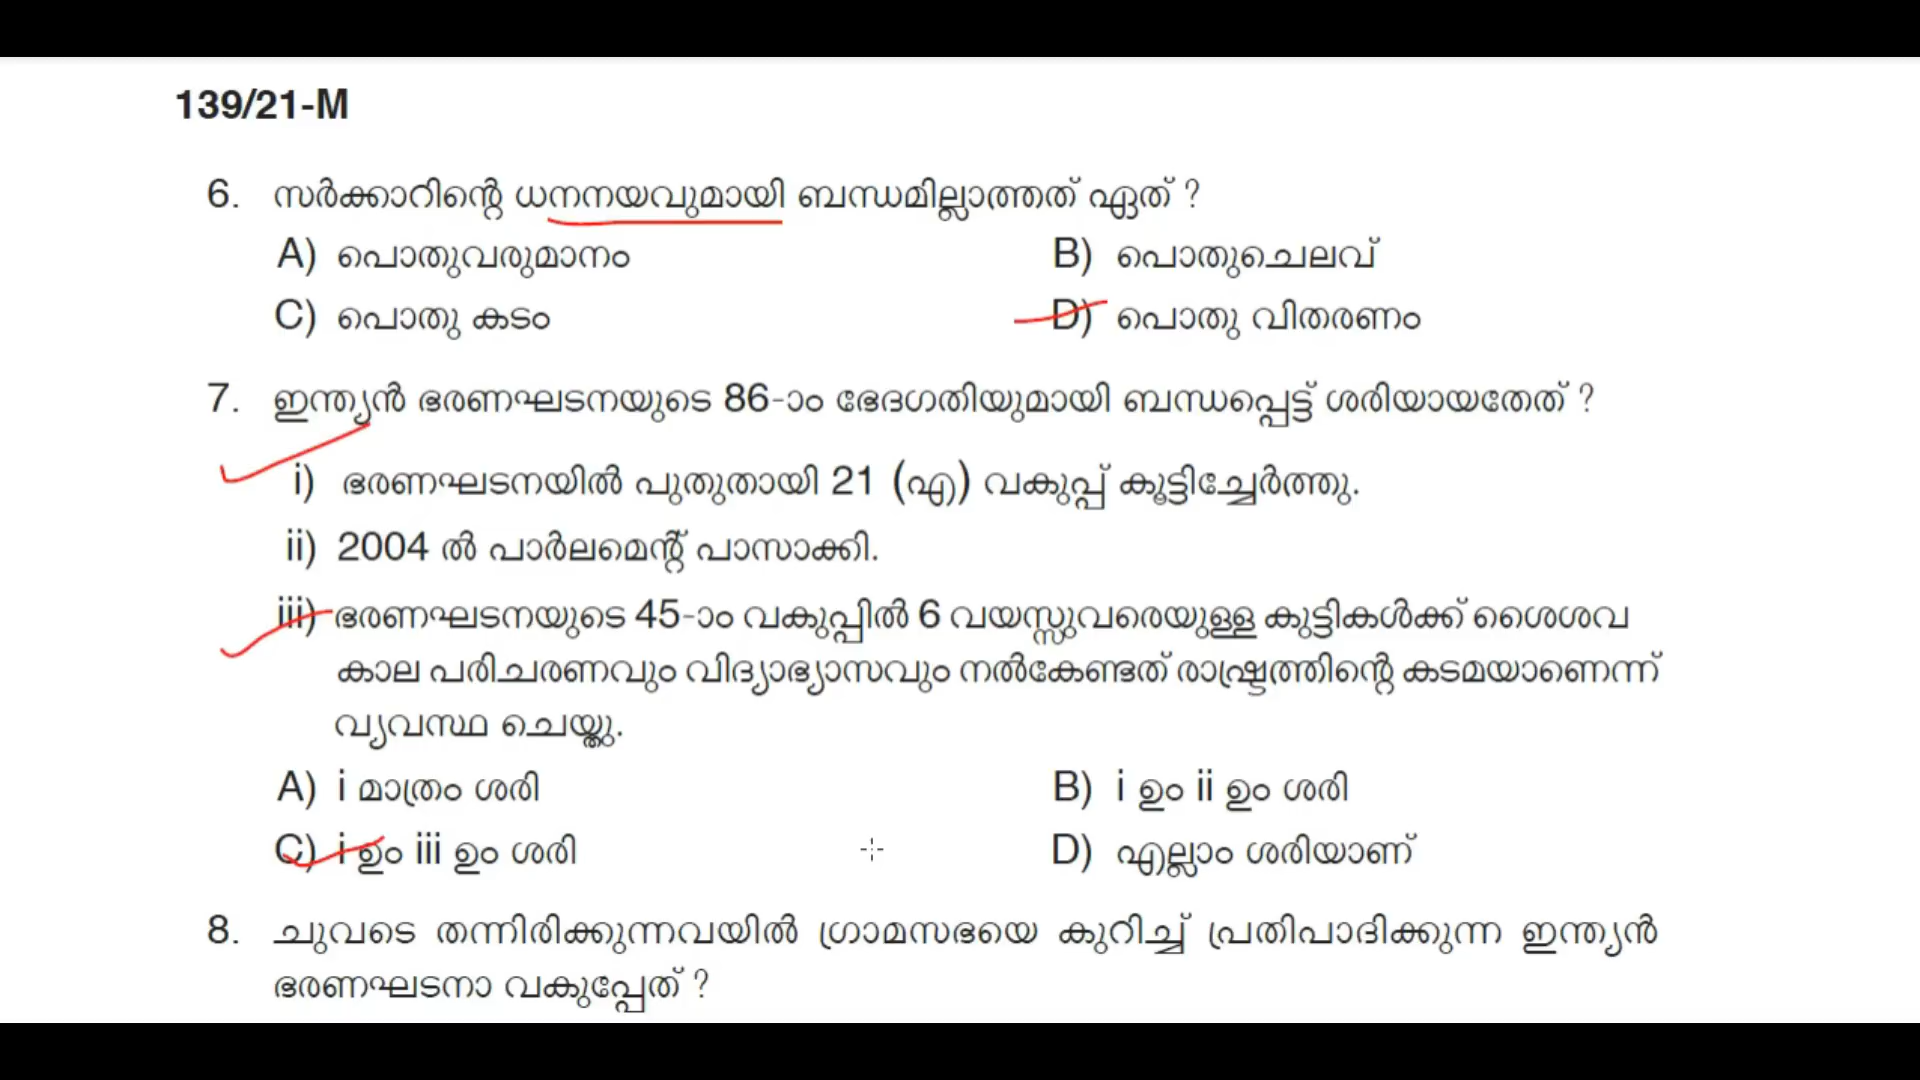 139/21-M
6. സർക്കാറിന്റെ ധനനയവുമായി ബന്ധമില്ലാത്തത് ഏത് ?
A) പൊതുവരുമാനം B) പൊതുചെലവ്
C) പൊതു കടം D) പൊതു വിതരണം
7. ഇന്ത്യൻ ഭരണഘടനയുടെ 86-ാം ഭേദഗതിയുമായി ബന്ധപ്പെട്ട് ശരിയായതേത് ?
i) ഭരണഘടനയിൽ പുതുതായി 21 (എ) വകുപ്പ് കൂട്ടിച്ചേർത്തു.
ii) 2004 ൽ പാർലമെന്റ് പാസാക്കി.
iii) ഭരണഘടനയുടെ 45-ാം വകുപ്പിൽ 6 വയസ്സുവരെയുള്ള കുട്ടികൾക്ക് ശൈശവ
കാല പരിചരണവും വിദ്യാഭ്യാസവും നൽകേണ്ടത് രാഷ്ട്രത്തിന്റെ കടമയാണെന്ന്
വ്യവസ്ഥ ചെയ്തു.
A) i മാത്രം ശരി B) i ഉം ii ഉം ശരി
C) i ഉം iii ഉം ശരി D) എല്ലാം ശരിയാണ്
8. ചുവടെ തന്നിരിക്കുന്നവയിൽ ഗ്രാമസഭയെ കുറിച്ച് പ്രതിപാദിക്കുന്ന ഇന്ത്യൻ
ഭരണഘടനാ വകുപ്പേത് ?